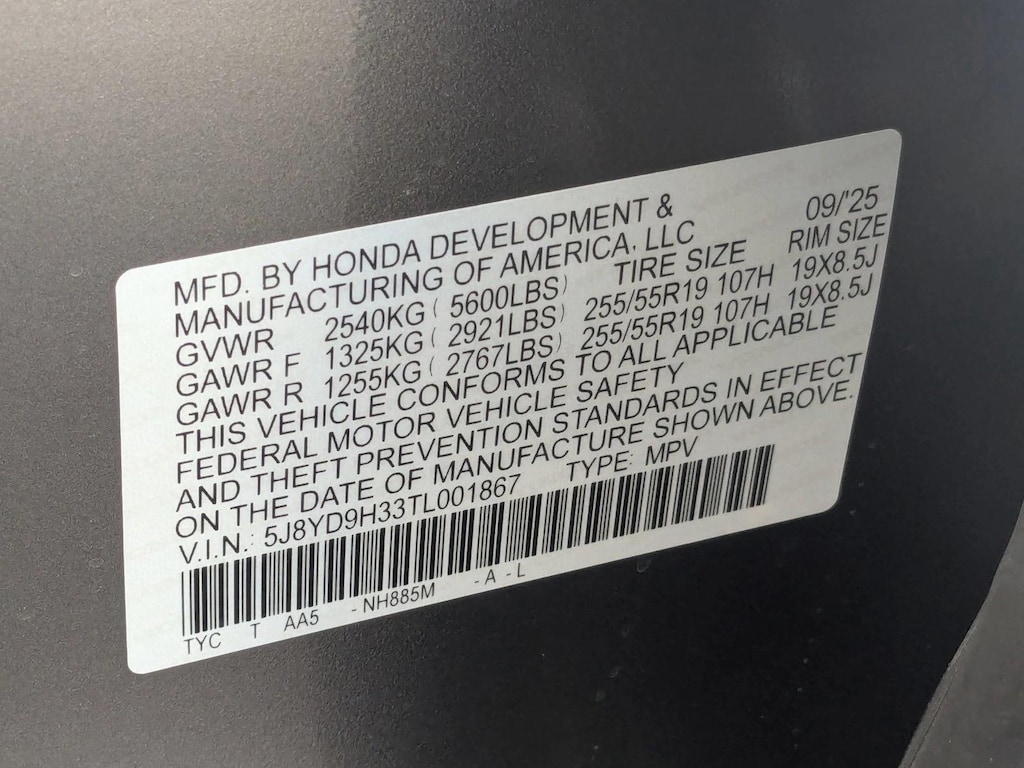 MFD. BY HONDA DEVELOPMENT & 09/'25
MANUFACTURING OF AMERICA, LLC
GVWR 2540KG ( 5600LBS) TIRE SIZE RIM SIZE
GAWR F 1325KG ( 2921LBS) 255/55R19 107H 19X8.5J
GAWR R 1255KG ( 2767LBS) 255/55R19 107H 19X8.5J
THIS VEHICLE CONFORMS TO ALL APPLICABLE
FEDERAL MOTOR VEHICLE SAFETY
AND THEFT PREVENTION STANDARDS IN EFFECT
ON THE DATE OF MANUFACTURE SHOWN ABOVE.
V.I.N.: 5J8YD9H33TL001867 TYPE: MPV
TYC T AA5 - NH885M - A - L